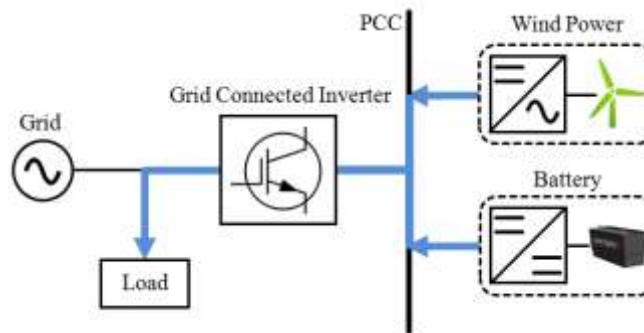 PCC
Wind Power
Grid Connected Inverter
Grid
Battery
Load